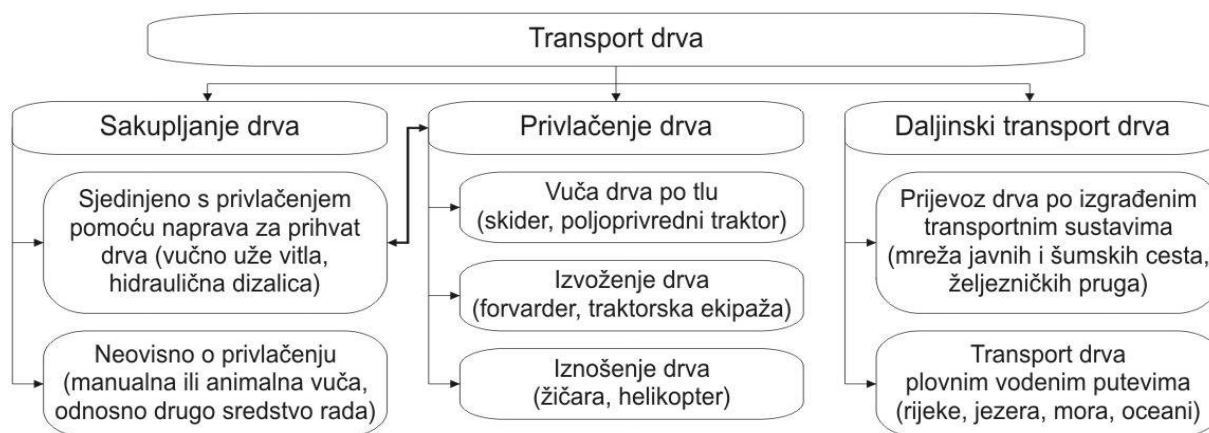 Transport drva
Sakupljanje drva
Sjedinjeno s privlačenjem
pomoću naprava za prihvat
drva (vučno uže vitla,
hidraulična dizalica)
Neovisno o privlačenju
(manualna ili animalna vuča,
odnosno drugo sredstvo rada)
Privlačenje drva
Vuča drva po tlu
(skider, poljoprivredni traktor)
Izvoženje drva
(forvarder, traktorska ekipaža)
Iznošenje drva
(žičara, helikopter)
Daljinski transport drva
Prijevoz drva po izgrađenim
transportnim sustavima
(mreža javnih i šumskih cesta,
željezničkih pruga)
Transport drva
plovnim vodenim putevima
(rijeke, jezera, mora, oceani)